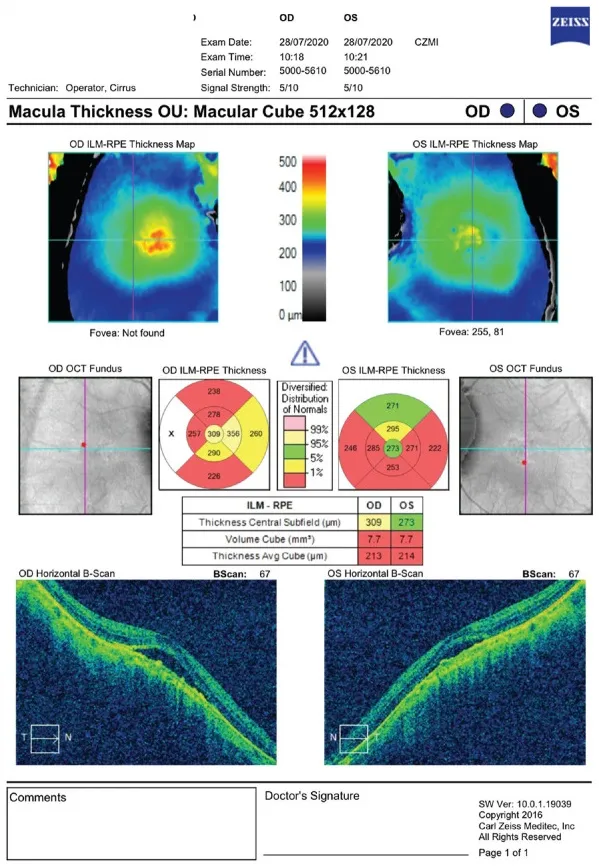 OD OS
ZEISS
Exam Date: 28/07/2020 28/07/2020 CZMI
Exam Time: 10:18 10:21
Serial Number: 5000-5610 5000-5610
Technician: Operator, Cirrus Signal Strength: 5/10 5/10
Macula Thickness OU: Macular Cube 512x128 OD OS
OD ILM-RPE Thickness Map OS ILM-RPE Thickness Map
500
400
300
200
100
0 µm
Fovea: Not found Fovea: 255, 81
OD OCT Fundus OD ILM-RPE Thickness OS ILM-RPE Thickness OS OCT Fundus
238
278
X 257 309 356 260
290
226
Diversified:
Distribution
of Normals
99%
95%
5%
1%
271
295
246 285 273 271 222
253
ILM - RPE OD OS
Thickness Central Subfield (µm) 309 273
Volume Cube (mm³) 7.7 7.7
Thickness Avg Cube (µm) 213 214
OD Horizontal B-Scan BScan: 67 OS Horizontal B-Scan BScan: 67
T N N T
Comments Doctor's Signature
SW Ver: 10.0.1.19039
Copyright 2016
Carl Zeiss Meditec, Inc
All Rights Reserved
Page 1 of 1